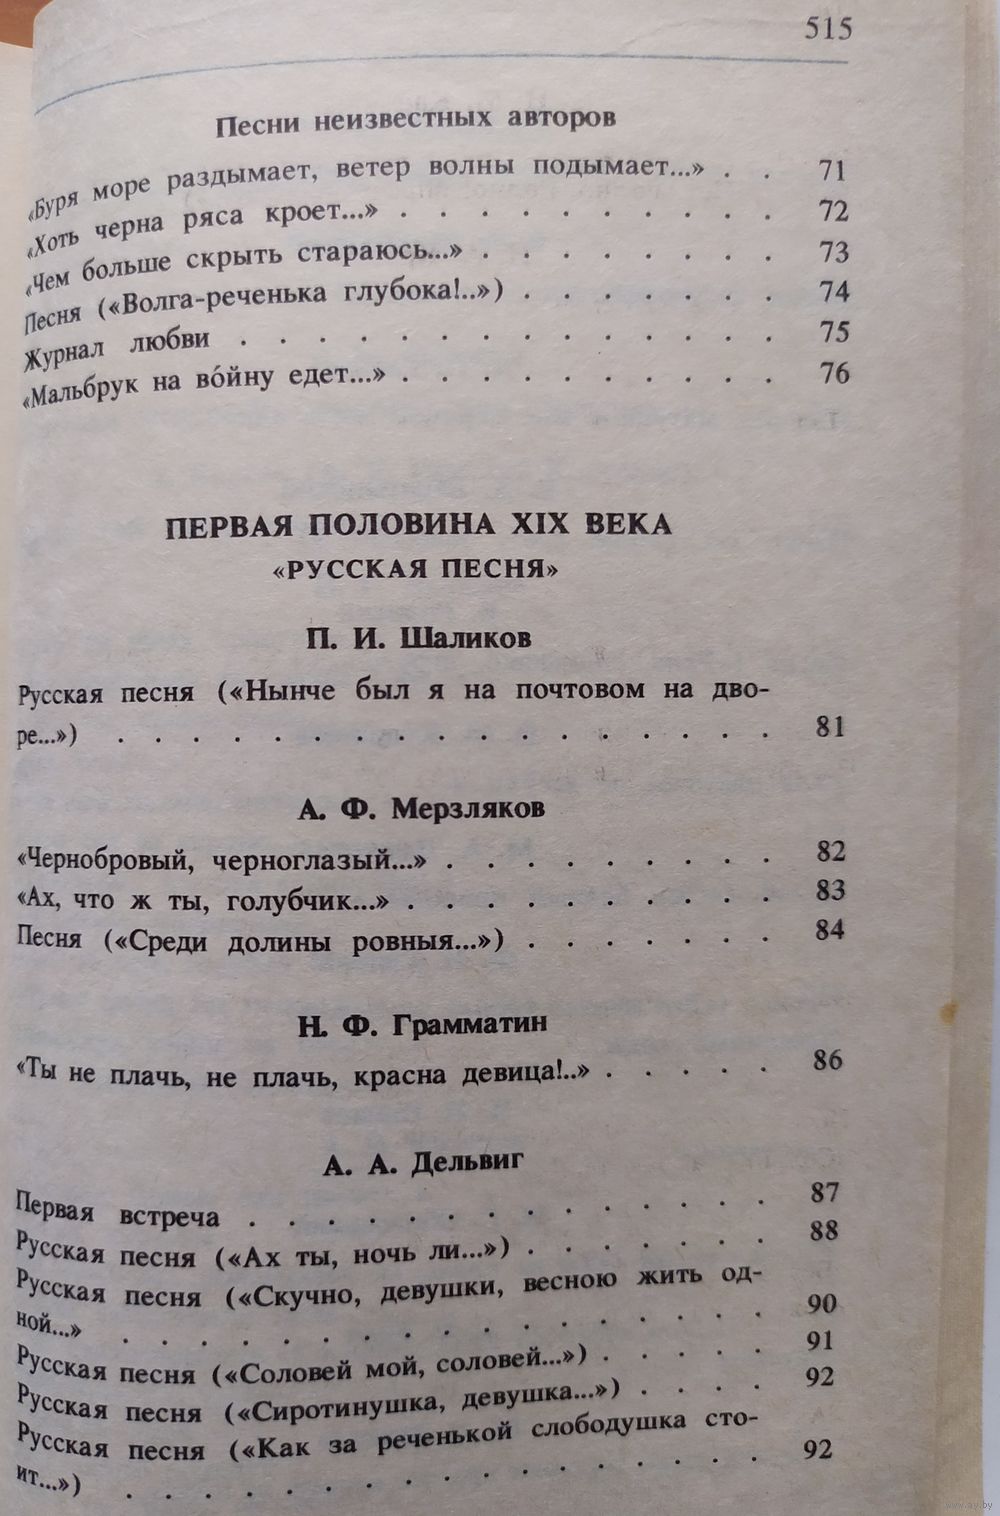 515
Песни неизвестных авторов
«Буря море раздымает, ветер волны подымает...» . . 71
«Хоть черна ряса кроет...» . . . . . . . . . . 72
«Чем больше скрыть стараюсь...» . . . . . . . . 73
Песня («Волга-реченька глубока!..») . . . . . . . 74
Журнал любви . . . . . . . . . . . . . . 75
«Мальбрук на во́йну едет...» . . . . . . . . . . 76
ПЕРВАЯ ПОЛОВИНА XIX ВЕКА
«РУССКАЯ ПЕСНЯ»
П. И. Шаликов
Русская песня («Нынче был я на почтовом на дво-
ре...») . . . . . . . . . . . . . . . . . 81
А. Ф. Мерзляков
«Чернобровый, черноглазый...» . . . . . . . . . 82
«Ах, что ж ты, голубчик...» . . . . . . . . . . 83
Песня («Среди долины ровныя...») . . . . . . . 84
Н. Ф. Грамматин
«Ты не плачь, не плачь, красна девица!..» . . . . . 86
А. А. Дельвиг
Первая встреча . . . . . . . . . . . . . 87
Русская песня («Ах ты, ночь ли...») . . . . . . . 88
Русская песня («Скучно, девушки, весною жить од-
ной...» . . . . . . . . . . . . . . . . . 90
Русская песня («Соловей мой, соловей...») . . . . . 91
Русская песня («Сиротинушка, девушка...») . . . . 92
Русская песня («Как за реченькой слободушка сто-
ит...») . . . . . . . . . . . . . . . . . 92
www.ay.by